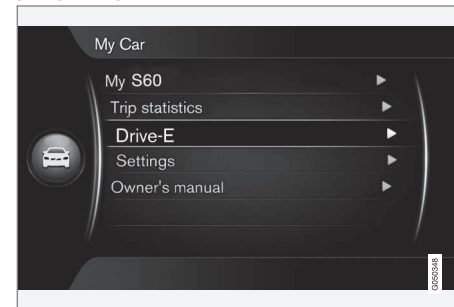 My Car
My S60
Trip statistics
Drive-E
Settings
Owner's manual
G050348